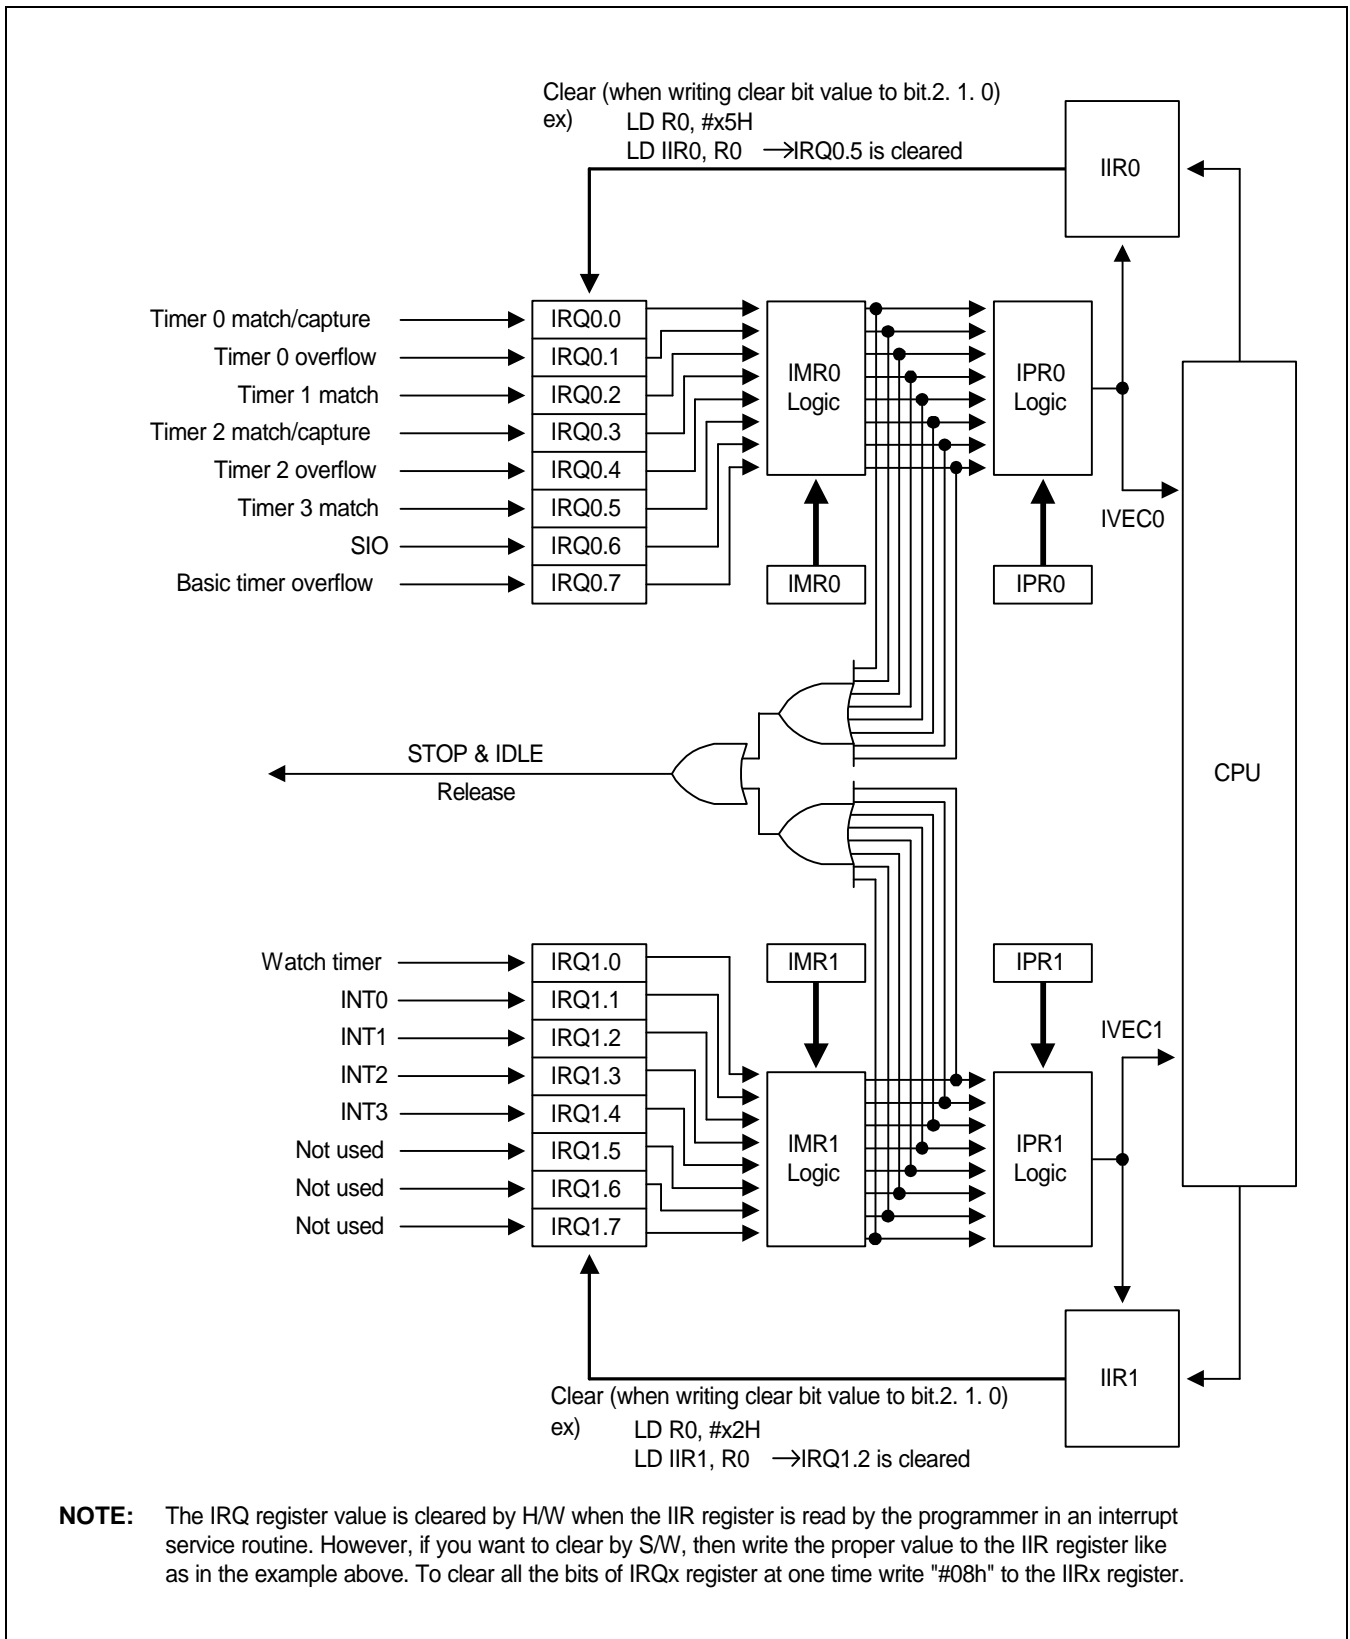 Clear (when writing clear bit value to bit.2. 1. 0)
ex) LD R0, #x5H
LD IIR0, R0 →IRQ0.5 is cleared
IIR0
Timer 0 match/capture
Timer 0 overflow
Timer 1 match
Timer 2 match/capture
Timer 2 overflow
Timer 3 match
SIO
Basic timer overflow
IRQ0.0
IRQ0.1
IRQ0.2
IRQ0.3
IRQ0.4
IRQ0.5
IRQ0.6
IRQ0.7
IMR0
Logic
IPR0
Logic
IVEC0
IMR0
IPR0
STOP & IDLE
Release
CPU
Watch timer
INT0
INT1
INT2
INT3
Not used
Not used
Not used
IRQ1.0
IRQ1.1
IRQ1.2
IRQ1.3
IRQ1.4
IRQ1.5
IRQ1.6
IRQ1.7
IMR1
IPR1
IVEC1
IMR1
Logic
IPR1
Logic
IIR1
Clear (when writing clear bit value to bit.2. 1. 0)
ex) LD R0, #x2H
LD IIR1, R0 →IRQ1.2 is cleared
NOTE: The IRQ register value is cleared by H/W when the IIR register is read by the programmer in an interrupt
service routine. However, if you want to clear by S/W, then write the proper value to the IIR register like
as in the example above. To clear all the bits of IRQx register at one time write "#08h" to the IIRx register.